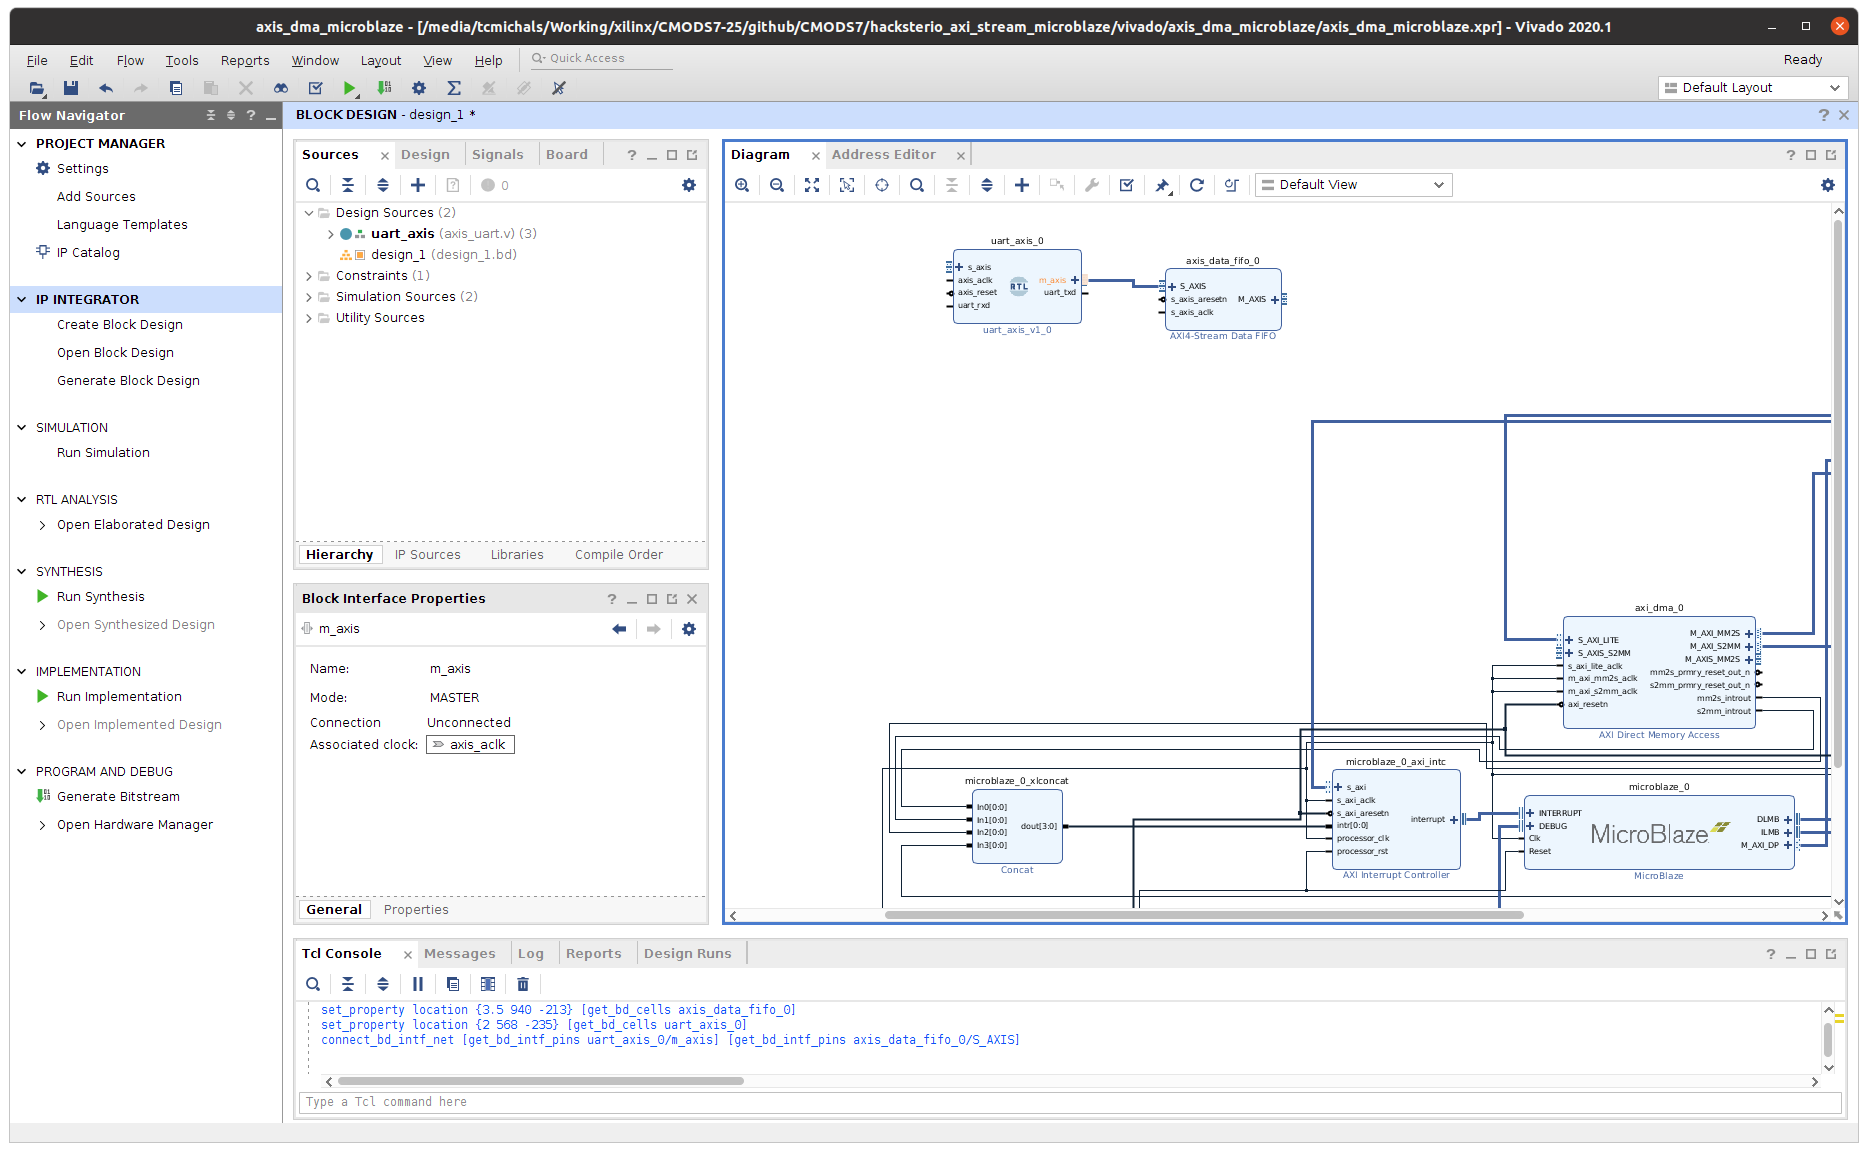 axis_dma_microblaze - [/media/tcmichals/Working/xilinx/CMODS7-25/github/CMODS7/hacksterio_axi_stream_microblaze/vivado/axis_dma_microblaze/axis_dma_microblaze.xpr] - Vivado 2020.1
File Edit Flow Tools Reports Window Layout View Help Quick Access Ready
Default Layout
Flow Navigator
PROJECT MANAGER
Settings
Add Sources
Language Templates
IP Catalog
IP INTEGRATOR
Create Block Design
Open Block Design
Generate Block Design
SIMULATION
Run Simulation
RTL ANALYSIS
Open Elaborated Design
SYNTHESIS
Run Synthesis
Open Synthesized Design
IMPLEMENTATION
Run Implementation
Open Implemented Design
PROGRAM AND DEBUG
Generate Bitstream
Open Hardware Manager
BLOCK DESIGN - design_1 *
Sources Design Signals Board
0
Design Sources (2)
uart_axis (axis_uart.v) (3)
design_1 (design_1.bd)
Constraints (1)
Simulation Sources (2)
Utility Sources
Hierarchy IP Sources Libraries Compile Order
Block Interface Properties
m_axis
Name: m_axis
Mode: MASTER
Connection Unconnected
Associated clock: axis_aclk
General Properties
Diagram Address Editor
Default View
uart_axis_0
s_axis
axis_aclk
axis_reset
uart_rxd
RTL
m_axis
uart_txd
uart_axis_v1_0
axis_data_fifo_0
S_AXIS
s_axis_aresetn
s_axis_aclk
M_AXIS
AXI4-Stream Data FIFO
axi_dma_0
S_AXI_LITE
S_AXIS_S2MM
s_axi_lite_aclk
m_axi_mm2s_aclk
m_axi_s2mm_aclk
axi_resetn
M_AXI_MM2S
M_AXI_S2MM
M_AXIS_MM2S
mm2s_prmry_reset_out_n
s2mm_prmry_reset_out_n
mm2s_introut
s2mm_introut
AXI Direct Memory Access
microblaze_0_xlconcat
In0[0:0]
In1[0:0]
In2[0:0]
In3[0:0]
dout[3:0]
Concat
microblaze_0_axi_intc
s_axi
s_axi_aclk
s_axi_aresetn
intr[0:0]
processor_clk
processor_rst
interrupt
AXI Interrupt Controller
microblaze_0
INTERRUPT
DEBUG
Clk
Reset
MicroBlaze
DLMB
ILMB
M_AXI_DP
MicroBlaze
Tcl Console Messages Log Reports Design Runs
set_property location {3.5 940 -213} [get_bd_cells axis_data_fifo_0]
set_property location {2 568 -235} [get_bd_cells uart_axis_0]
connect_bd_intf_net [get_bd_intf_pins uart_axis_0/m_axis] [get_bd_intf_pins axis_data_fifo_0/S_AXIS]
Type a Tcl command here